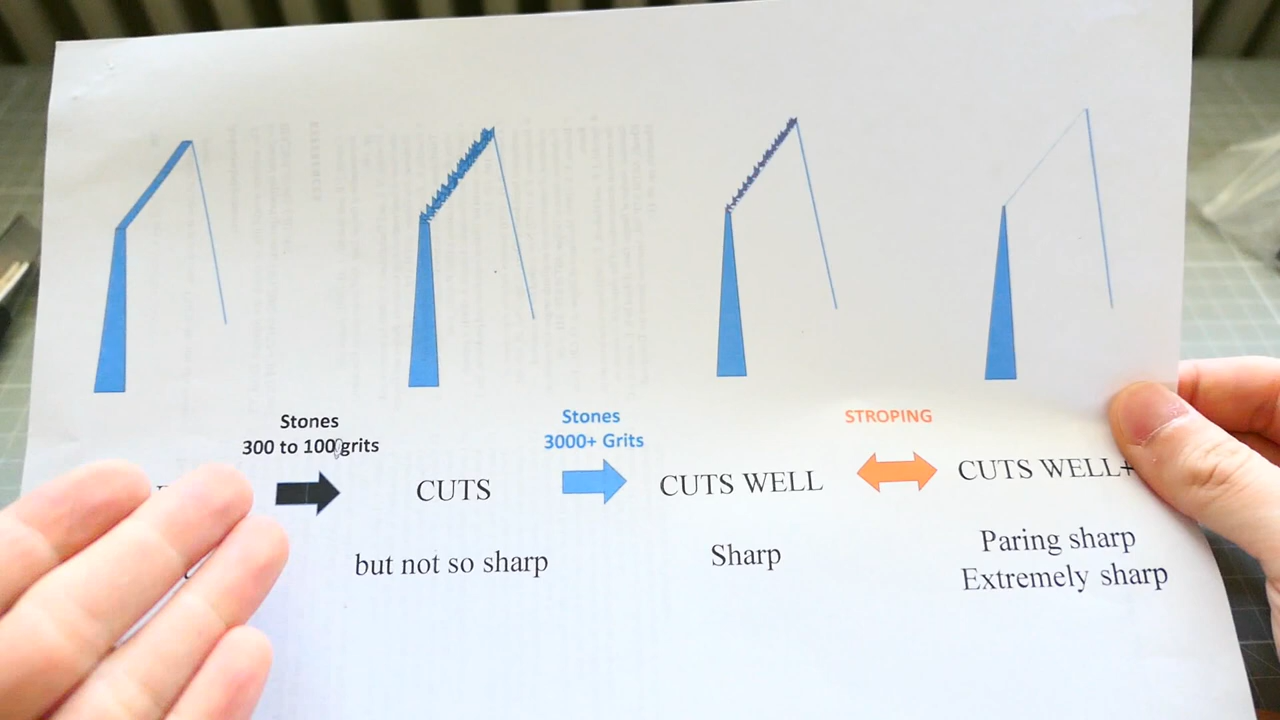 Stones
300 to 100 grits
Stones
3000+ Grits
STROPING
CUTS
CUTS WELL
CUTS WELL+
but not so sharp
Sharp
Paring sharp
Extremely sharp